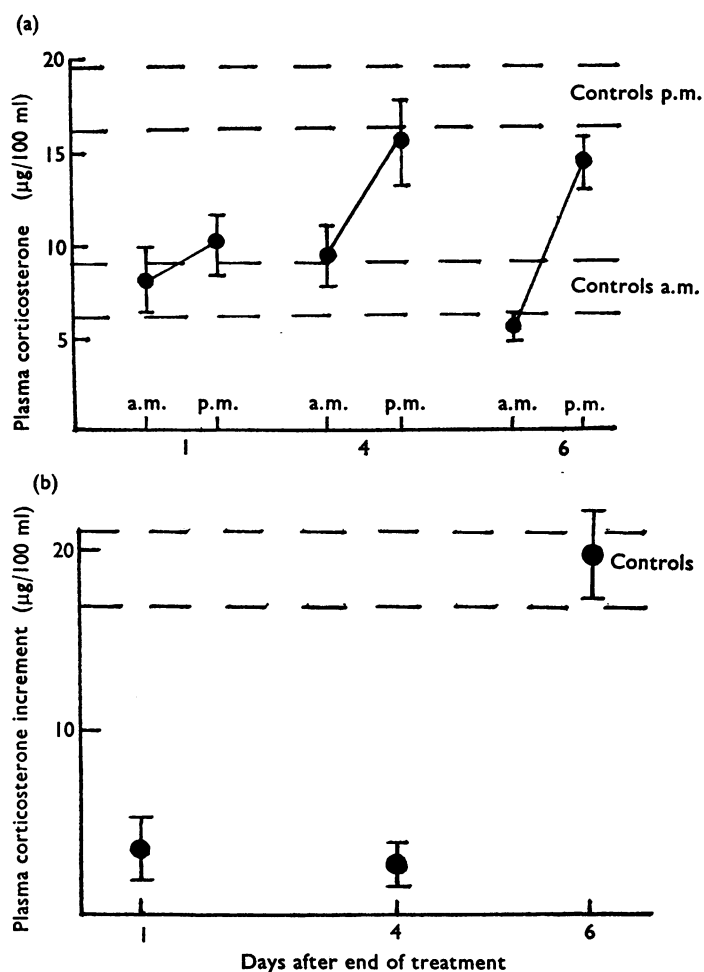 (a)
Plasma corticosterone (µg/100 ml)
20
15
10
5
Controls p.m.
Controls a.m.
a.m. p.m. a.m. p.m. a.m. p.m.
1 4 6
(b)
Plasma corticosterone increment (µg/100 ml)
20
10
Controls
1 4 6
Days after end of treatment